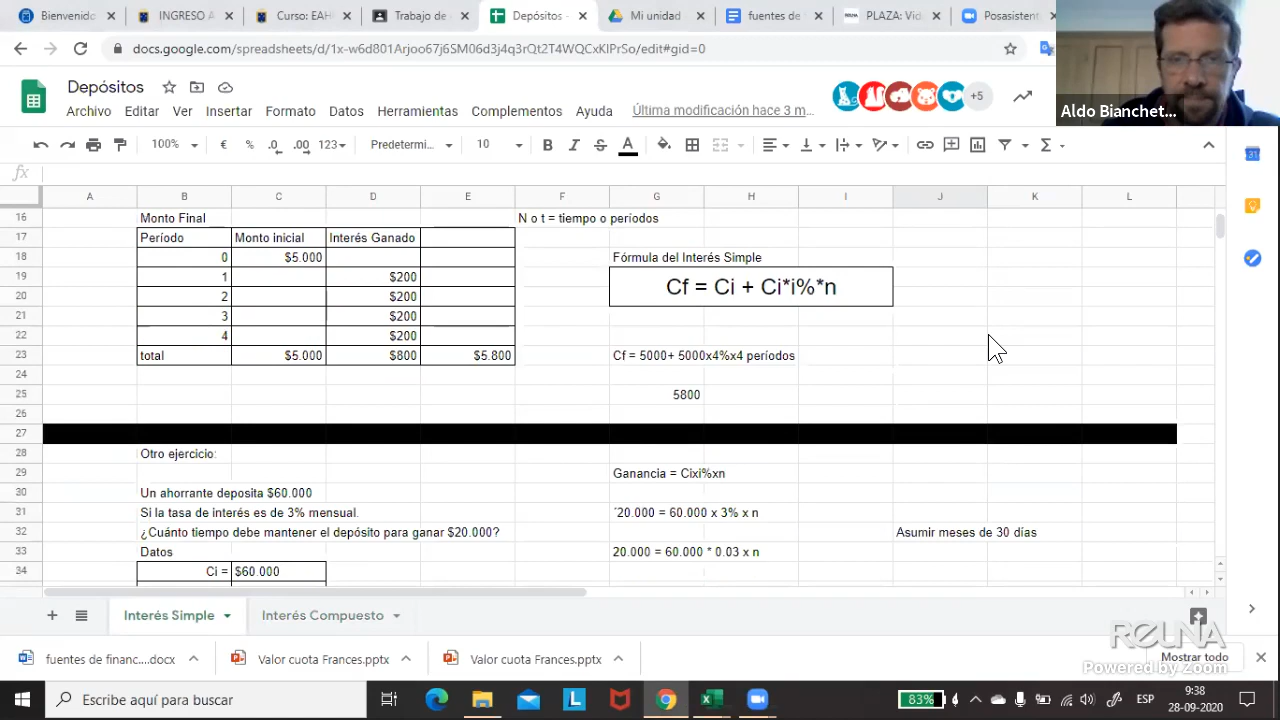 Bienvenido
INGRESO A
Curso: EAH
Trabajo de
Depósitos -
Mi unidad
fuentes de
PLAZA: Vid
Posasistent
docs.google.com/spreadsheets/d/1x-w6d801Arjoo67j6SM06d3j4q3rQt2T4WQCxKlPrSo/edit#gid=0
Depósitos
Archivo Editar Ver Insertar Formato Datos Herramientas Complementos Ayuda Última modificación hace 3 m...
+5
Aldo Bianchet...
100% € % .0 .00 123 Predetermi... 10 B I S A
fx
A B C D E F G H I J K L
16 Monto Final N o t = tiempo o períodos
17 Período Monto inicial Interés Ganado
18 0 $5.000 Fórmula del Interés Simple
19 1 $200
Cf = Ci + Ci*i%*n
20 2 $200
21 3 $200
22 4 $200
23 total $5.000 $800 $5.800 Cf = 5000+ 5000x4%x4 períodos
24
25 5800
26
27
28 Otro ejercicio:
29 Ganancia = Cixi%xn
30 Un ahorrante deposita $60.000
31 Si la tasa de interés es de 3% mensual. ´20.000 = 60.000 x 3% x n
32 ¿Cuánto tiempo debe mantener el depósito para ganar $20.000? Asumir meses de 30 días
33 Datos 20.000 = 60.000 * 0.03 x n
34 Ci = $60.000
Interés Simple Interés Compuesto
RELINA
Powered by Zoom
fuentes de financ....docx
Valor cuota Frances.pptx
Valor cuota Frances.pptx
Mostrar todo
Escribe aquí para buscar
83%
ESP
9:38
28-09-2020